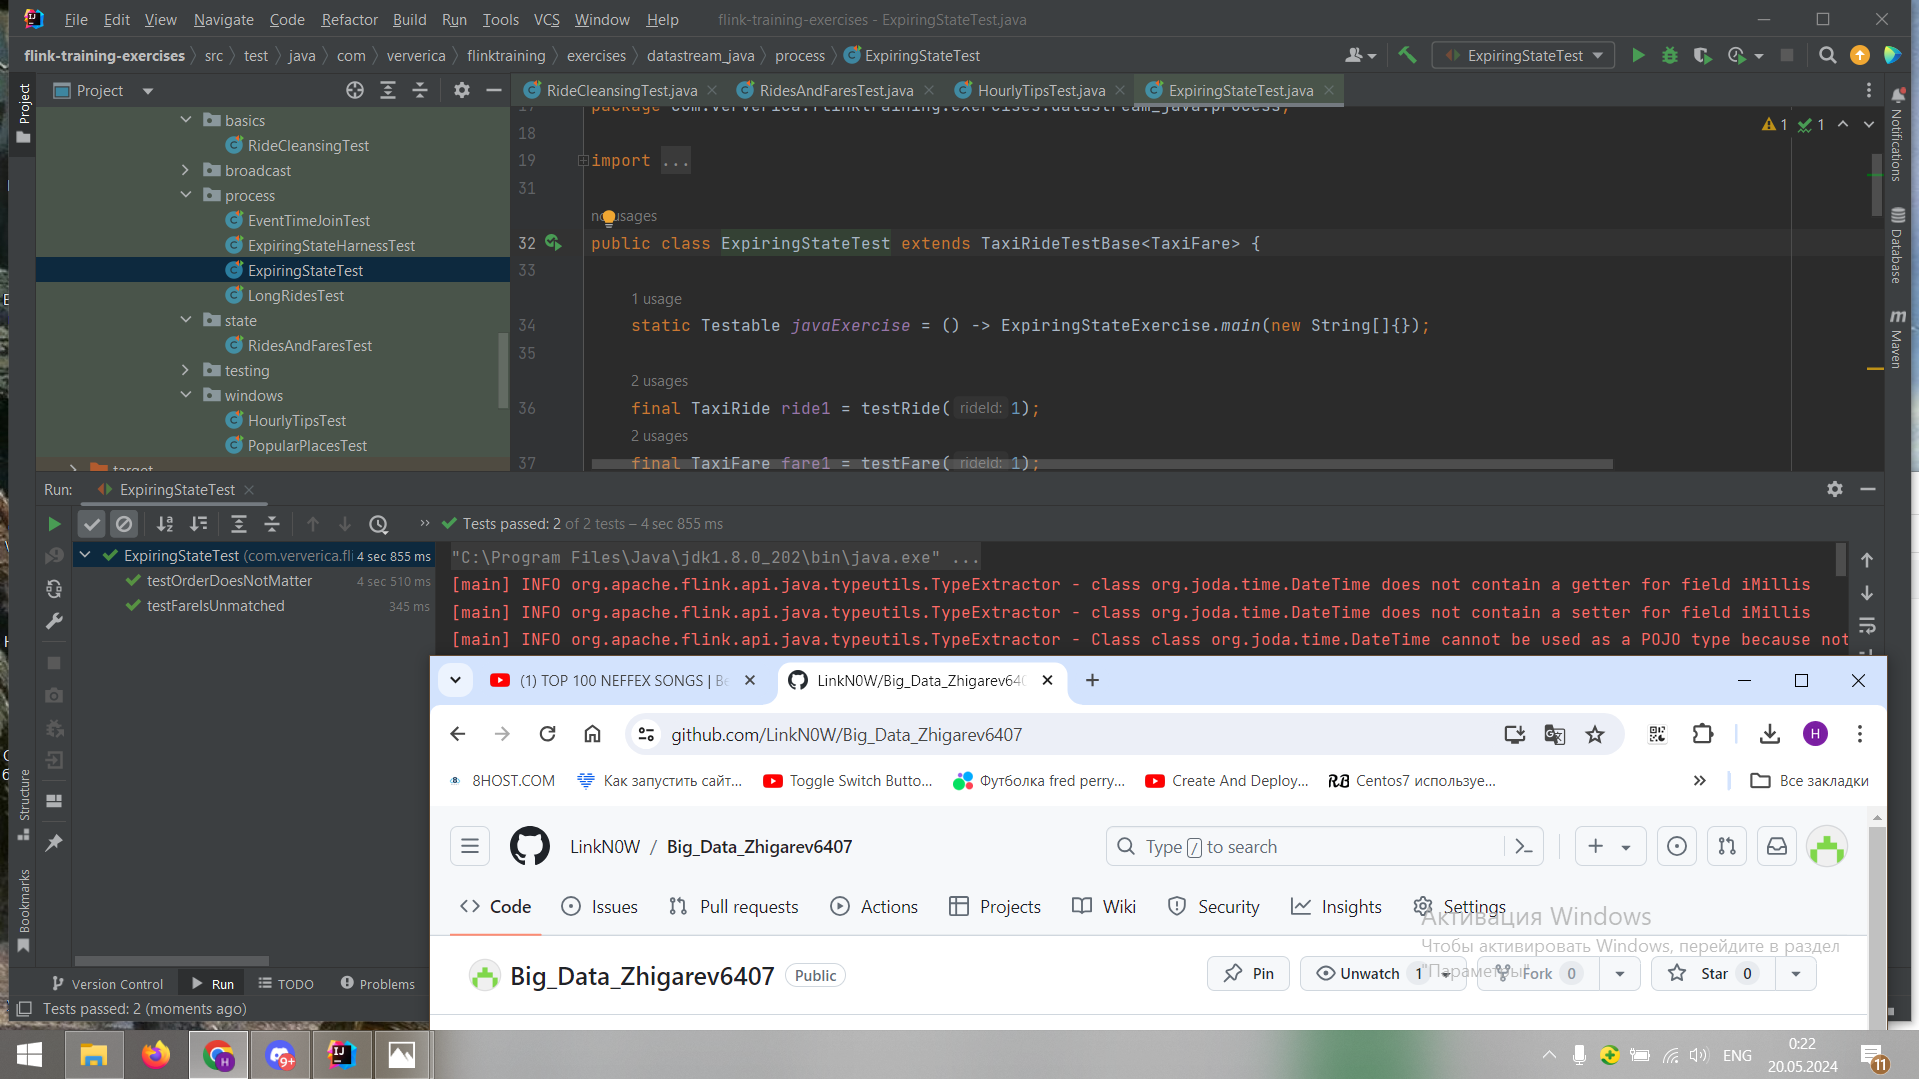 File Edit View Navigate Code Refactor Build Run Tools VCS Window Help flink-training-exercises - ExpiringStateTest.java
flink-training-exercises src test java com ververica flinktraining exercises datastream_java process ExpiringStateTest
ExpiringStateTest
Project
RideCleansingTest.java RidesAndFaresTest.java HourlyTipsTest.java ExpiringStateTest.java
Project
Structure
Bookmarks
Notifications
Database
Maven
basics
RideCleansingTest
broadcast
process
EventTimeJoinTest
ExpiringStateHarnessTest
ExpiringStateTest
LongRidesTest
state
RidesAndFaresTest
testing
windows
HourlyTipsTest
PopularPlacesTest
target
17 package com.ververica.flinktraining.exercises.datastream_java.process;
18
1 1
19 import ...
31
no usages
32 public class ExpiringStateTest extends TaxiRideTestBase<TaxiFare> {
33
1 usage
34 static Testable javaExercise = () -> ExpiringStateExercise.main(new String[]{});
35
2 usages
36 final TaxiRide ride1 = testRide( rideId: 1);
2 usages
37 final TaxiFare fare1 = testFare( rideId: 1);
Run: ExpiringStateTest
Tests passed: 2 of 2 tests – 4 sec 855 ms
ExpiringStateTest (com.ververica.fli 4 sec 855 ms
testOrderDoesNotMatter 4 sec 510 ms
testFareIsUnmatched 345 ms
"C:\Program Files\Java\jdk1.8.0_202\bin\java.exe" ...
[main] INFO org.apache.flink.api.java.typeutils.TypeExtractor - class org.joda.time.DateTime does not contain a getter for field iMillis
[main] INFO org.apache.flink.api.java.typeutils.TypeExtractor - class org.joda.time.DateTime does not contain a setter for field iMillis
[main] INFO org.apache.flink.api.java.typeutils.TypeExtractor - Class class org.joda.time.DateTime cannot be used as a POJO type because not
(1) TOP 100 NEFFEX SONGS | Be LinkN0W/Big_Data_Zhigarev640
github.com/LinkN0W/Big_Data_Zhigarev6407
H
8HOST.COM Как запустить сайт... Toggle Switch Butto... Футболка fred perry... Create And Deploy... Centos7 используе... Все закладки
LinkN0W / Big_Data_Zhigarev6407 Type / to search
Code Issues Pull requests Actions Projects Wiki Security Insights Settings
Активация Windows
Чтобы активировать Windows, перейдите в раздел
"Параметры".
Big_Data_Zhigarev6407 Public Pin Unwatch 1 Fork 0 Star 0
Version Control Run TODO Problems
Tests passed: 2 (moments ago)
9+ ENG 0:22
20.05.2024 11